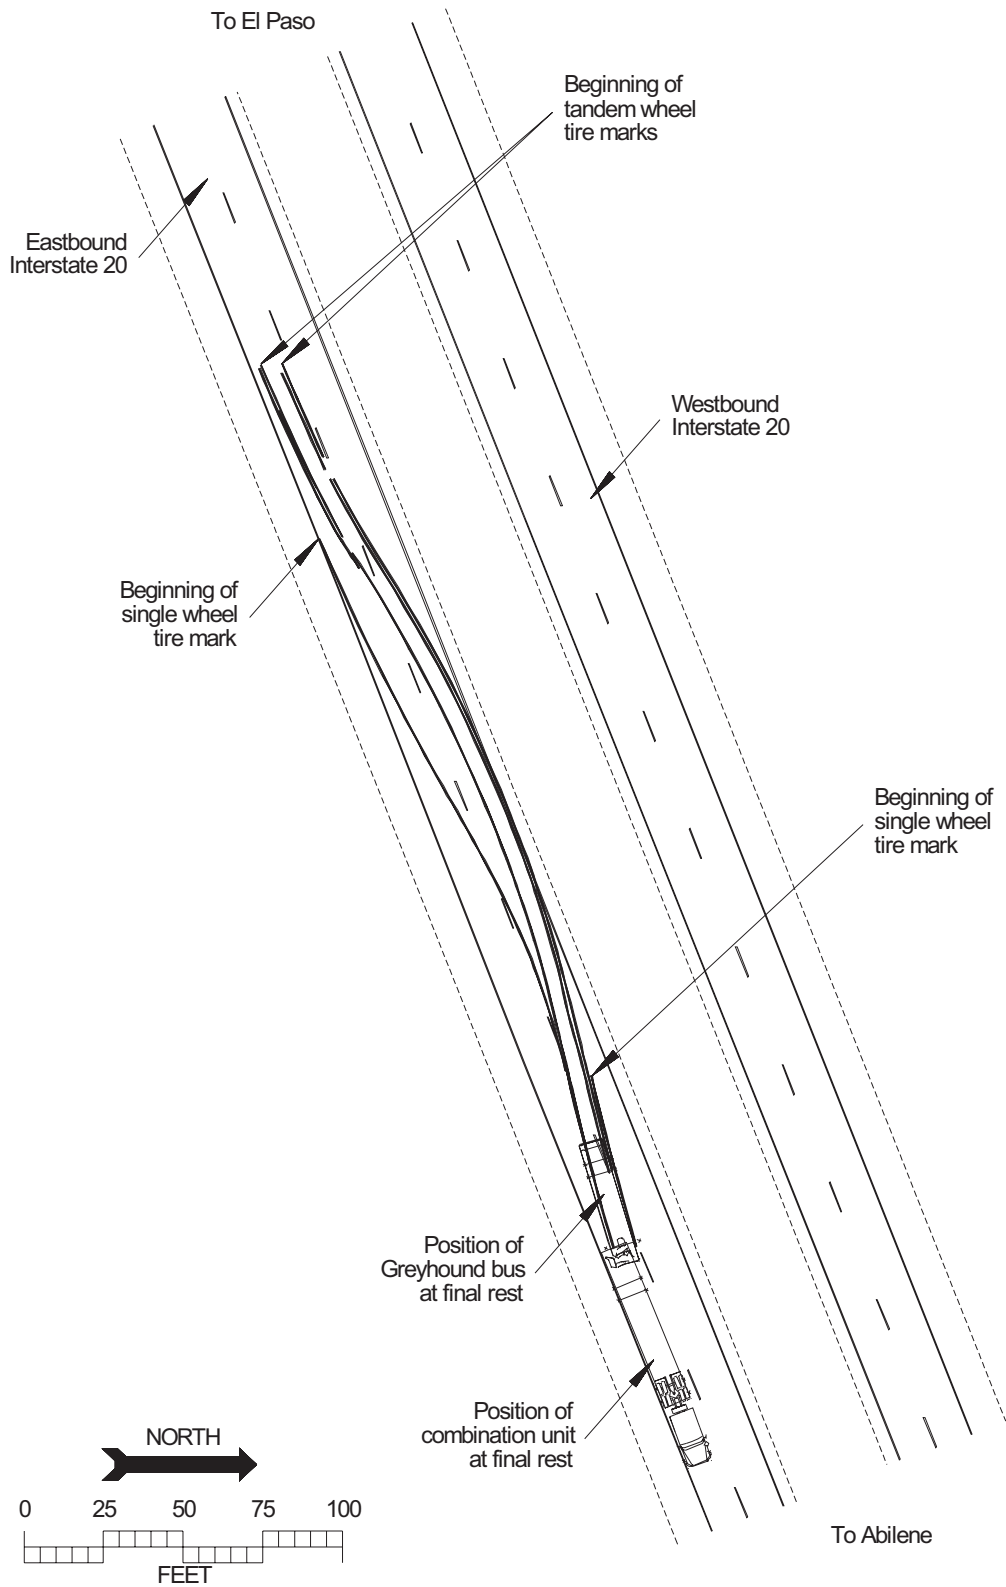 To El Paso
Beginning of
tandem wheel
tire marks
Eastbound
Interstate 20
Westbound
Interstate 20
Beginning of
single wheel
tire mark
Beginning of
single wheel
tire mark
Position of
Greyhound bus
at final rest
Position of
combination unit
at final rest
NORTH
0 25 50 75 100
FEET
To Abilene